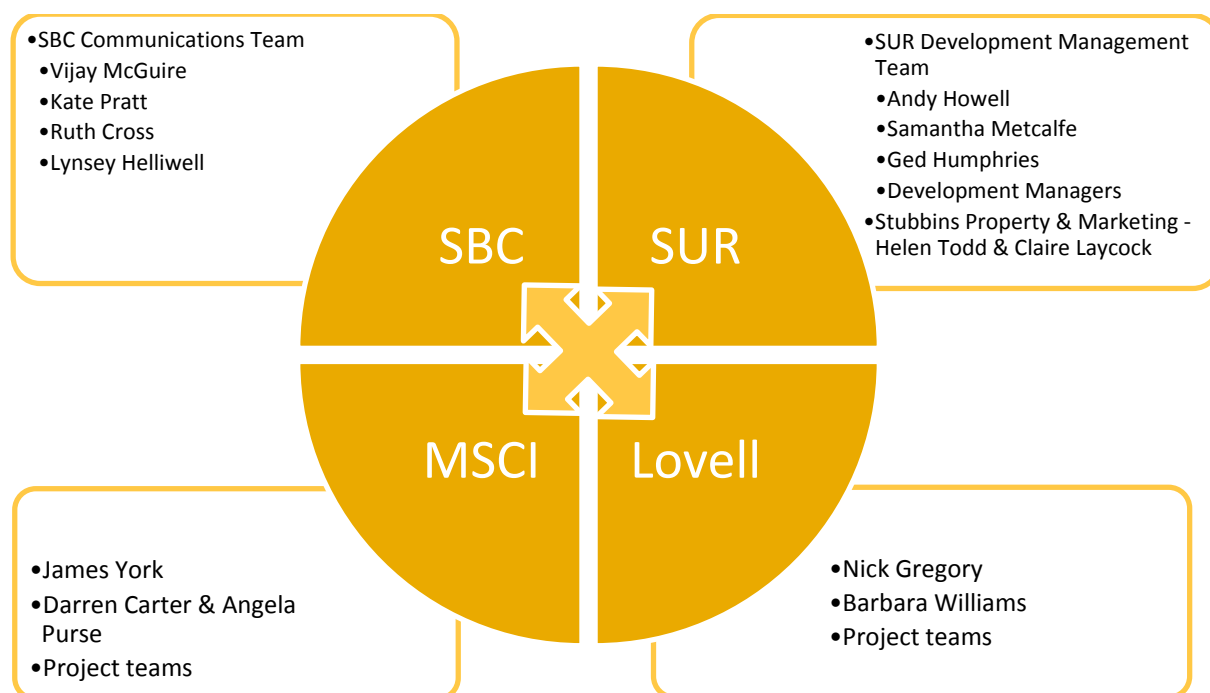 •SBC Communications Team
•Vijay McGuire
•Kate Pratt
•Ruth Cross
•Lynsey Helliwell
•SUR Development Management
Team
•Andy Howell
•Samantha Metcalfe
•Ged Humphries
•Development Managers
•Stubbins Property & Marketing -
Helen Todd & Claire Laycock
SBC
SUR
MSCI
Lovell
•James York
•Darren Carter & Angela
Purse
•Project teams
•Nick Gregory
•Barbara Williams
•Project teams